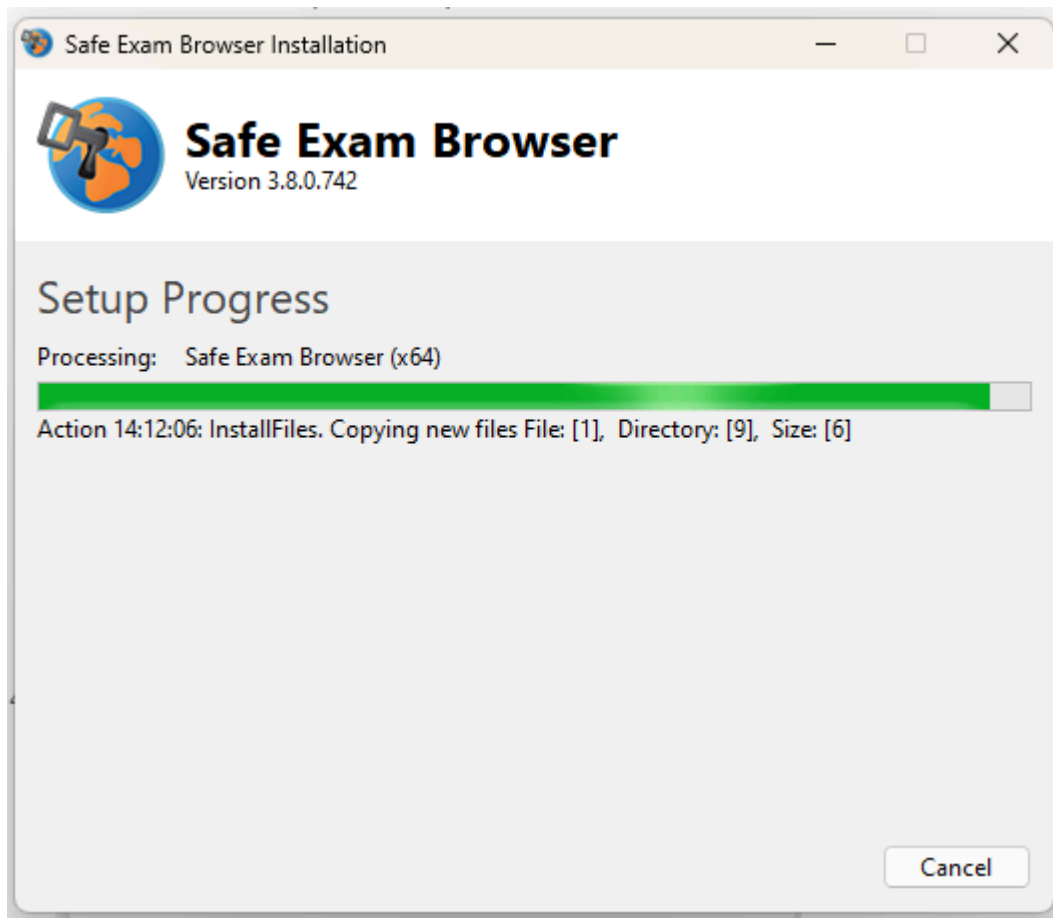 Safe Exam Browser Installation
Safe Exam Browser
Version 3.8.0.742
Setup Progress
Processing: Safe Exam Browser (x64)
Action 14:12:06: InstallFiles. Copying new files File: [1], Directory: [9], Size: [6]
Cancel